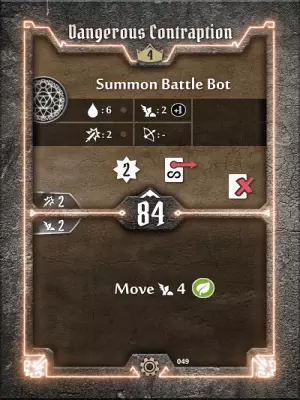 Dangerous Contraption
4
Summon Battle Bot
: 6
: 2 +1
: 2
: -
2
S
84
2
2
Move 4
049